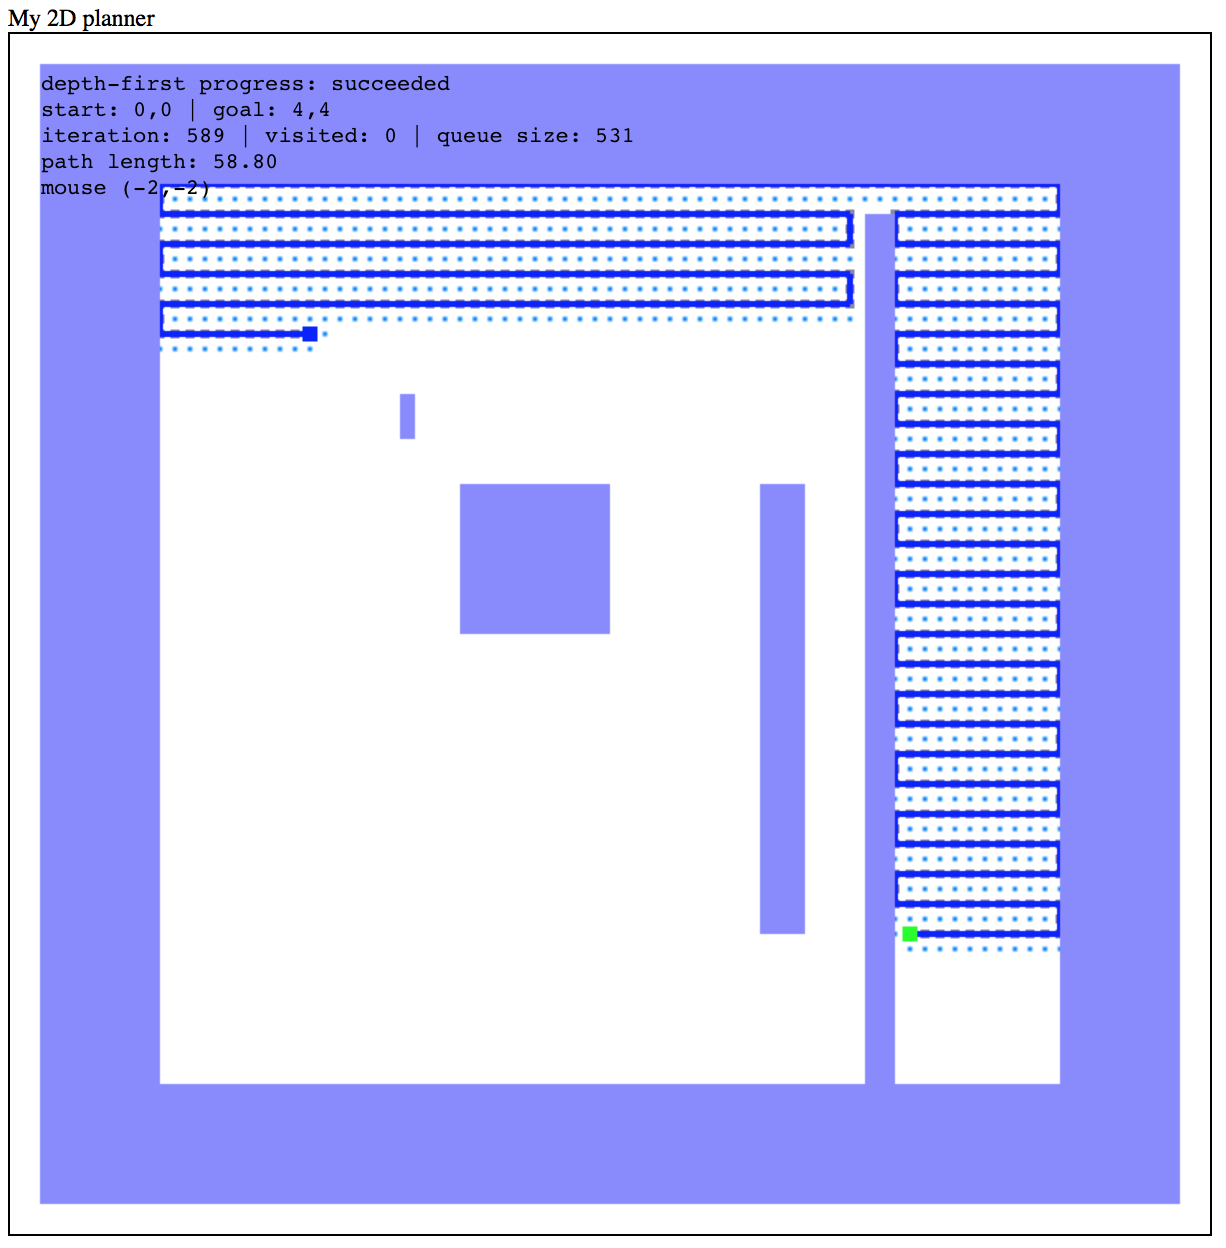 My 2D planner
depth-first progress: succeeded
start: 0,0 | goal: 4,4
iteration: 589 | visited: 0 | queue size: 531
path length: 58.80
mouse (-2,-2)